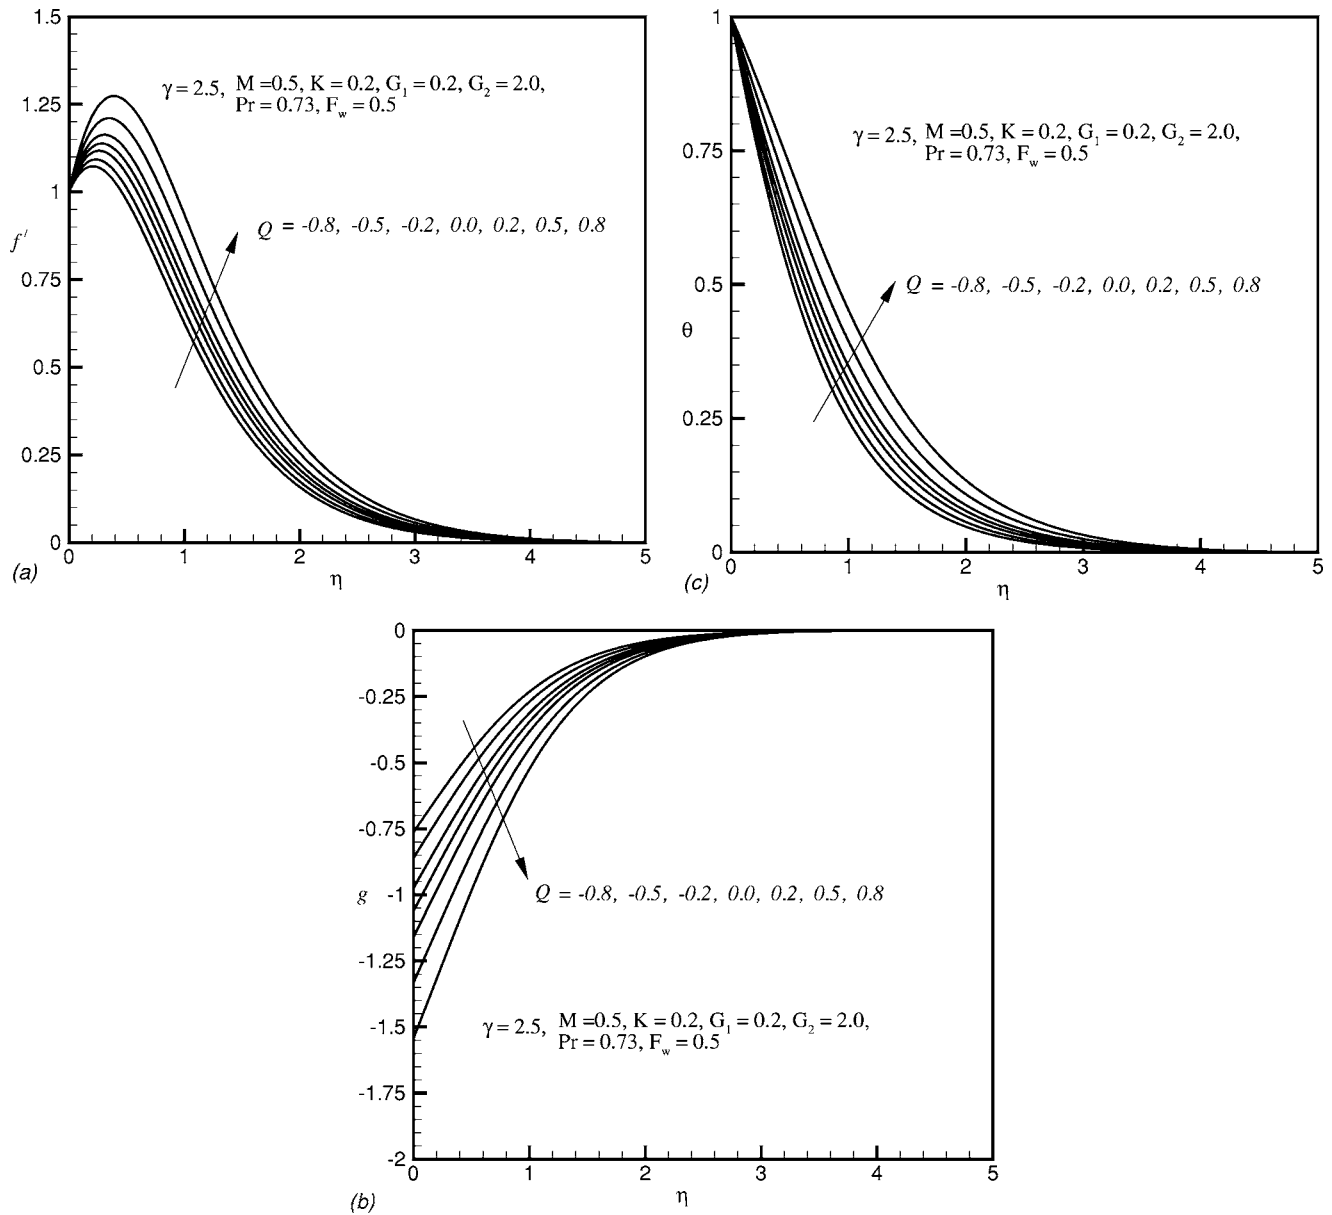 1.5
1.25
1
0.75
0.5
0.25
0
f′
γ = 2.5, M =0.5, K = 0.2, G₁ = 0.2, G₂ = 2.0,
Pr = 0.73, F_w = 0.5
Q = -0.8, -0.5, -0.2, 0.0, 0.2, 0.5, 0.8
0 1 2 3 4 5
η
(a)
1
0.75
0.5
0.25
0
θ
γ = 2.5, M =0.5, K = 0.2, G₁ = 0.2, G₂ = 2.0,
Pr = 0.73, F_w = 0.5
Q = -0.8, -0.5, -0.2, 0.0, 0.2, 0.5, 0.8
0 1 2 3 4 5
η
(c)
0
-0.25
-0.5
-0.75
-1
-1.25
-1.5
-1.75
-2
g
Q = -0.8, -0.5, -0.2, 0.0, 0.2, 0.5, 0.8
γ = 2.5, M =0.5, K = 0.2, G₁ = 0.2, G₂ = 2.0,
Pr = 0.73, F_w = 0.5
0 1 2 3 4 5
η
(b)